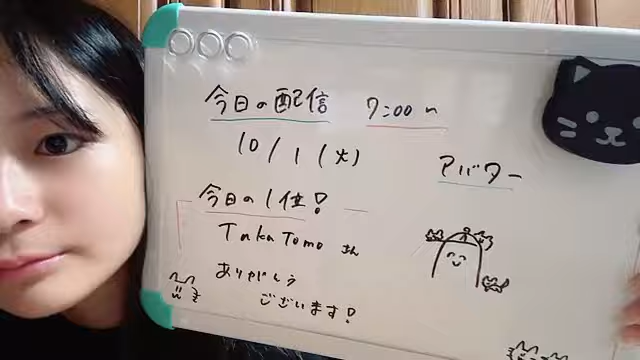 今日の配信 7:00〜
10/1(火)
アバター
今日の1位!
TakaTomo さん
ありがとう
ございます!